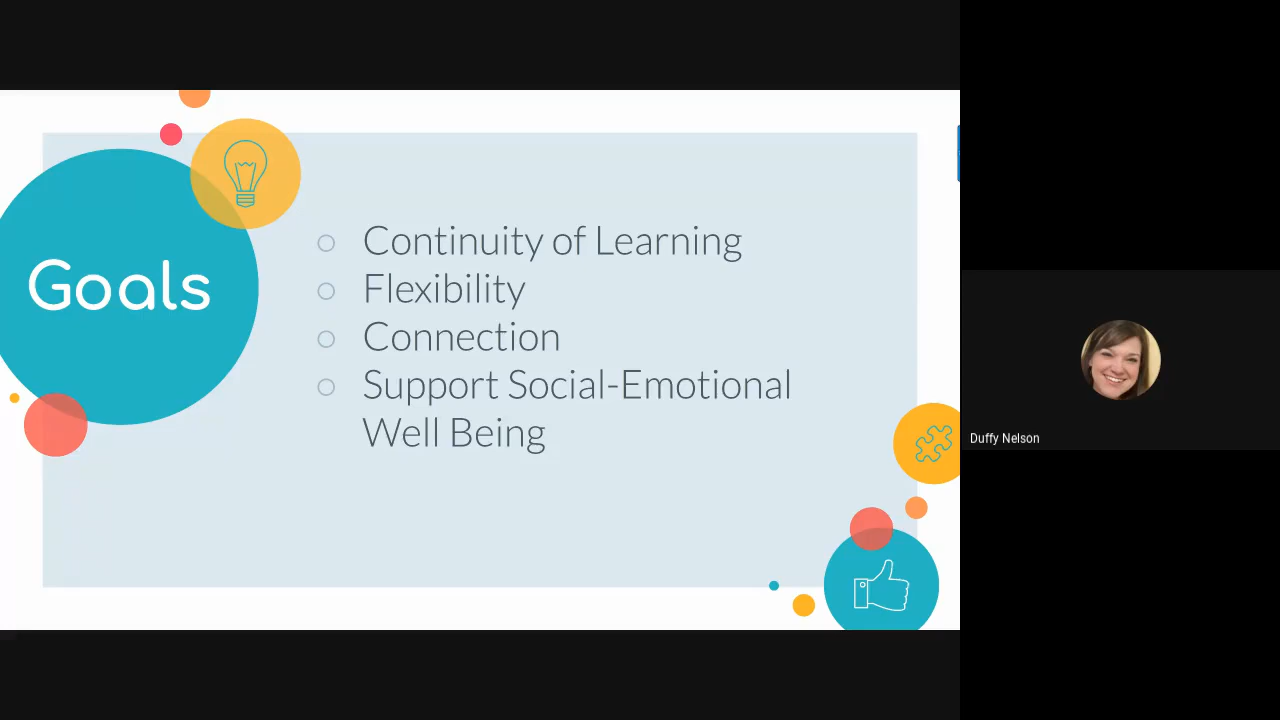 Goals
Continuity of Learning
Flexibility
Connection
Support Social-Emotional
Well Being
Duffy Nelson